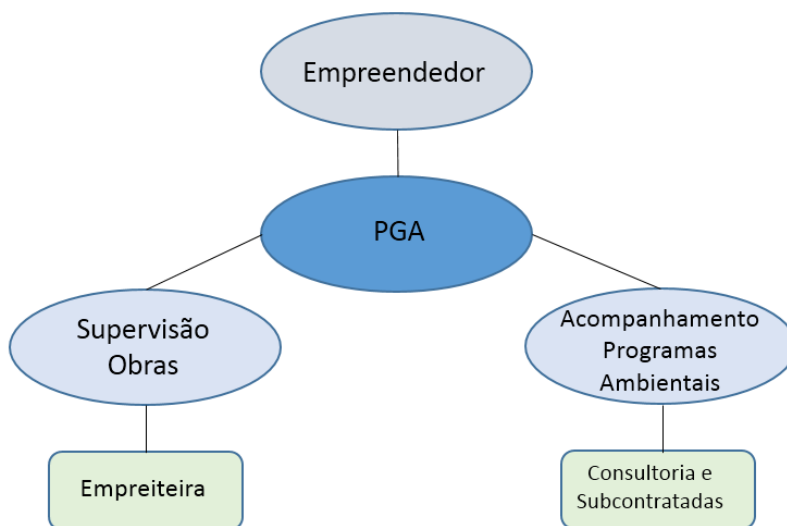 Empreendedor
PGA
Supervisão
Obras
Acompanhamento
Programas
Ambientais
Empreiteira
Consultoria e
Subcontratadas